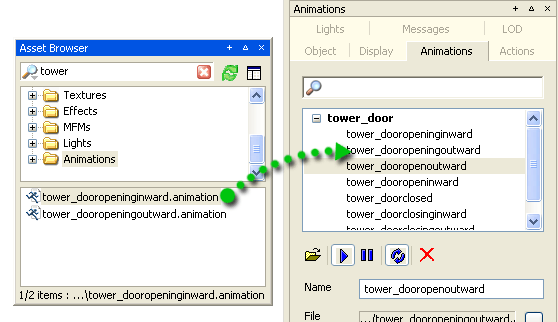 Asset Browser
tower
Textures
Effects
MFMs
Lights
Animations
tower_dooropeninginward.animation
tower_dooropeningoutward.animation
1/2 items : ...\tower_dooropeninginward.animation
Animations
Lights Messages LOD
Object Display Animations Actions
tower_door
tower_dooropeninginward
tower_dooropeningoutward
tower_dooropenoutward
tower_dooropeninward
tower_doorclosed
tower_doorclosinginward
tower_doorclosingoutward
Name tower_dooropenoutward
File .../tower_dooropeningoutward